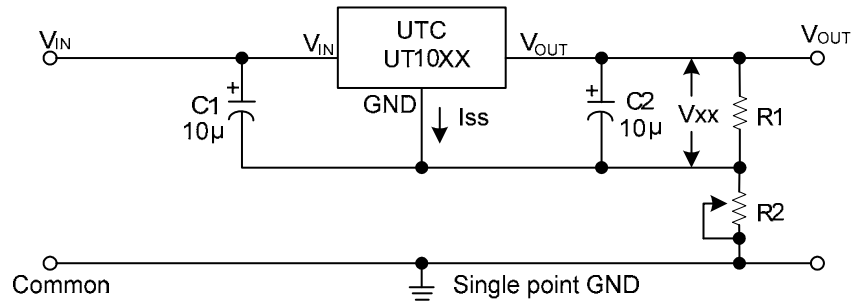 VIN
VIN
UTC
UT10XX
VOUT
VOUT
GND
Iss
+
C1
10µ
+
C2
10µ
Vxx
R1
R2
Common
Single point GND